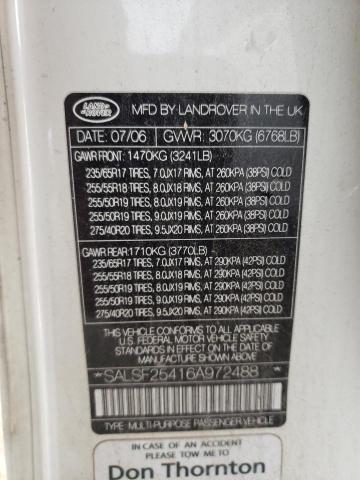 LAND ROVER
MFD BY LANDROVER IN THE UK
DATE: 07/06 GVWR: 3070KG (6768LB)
GAWR FRONT: 1470KG (3241LB)
235/65R17 TIRES, 7.0JX17 RIMS, AT 260KPA (38PSI) COLD
255/55R18 TIRES, 8.0JX18 RIMS, AT 260KPA (38PSI) COLD
255/50R19 TIRES, 8.0JX19 RIMS, AT 260KPA (38PSI) COLD
255/50R19 TIRES, 9.0JX19 RIMS, AT 260KPA (38PSI) COLD
275/40R20 TIRES, 9.5JX20 RIMS, AT 260KPA (38PSI) COLD
GAWR REAR: 1710KG (3770LB)
235/65R17 TIRES, 7.0JX17 RIMS, AT 290KPA (42PSI) COLD
255/55R18 TIRES, 8.0JX18 RIMS, AT 290KPA (42PSI) COLD
255/50R19 TIRES, 8.0JX19 RIMS, AT 290KPA (42PSI) COLD
255/50R19 TIRES, 9.0JX19 RIMS, AT 290KPA (42PSI) COLD
275/40R20 TIRES, 9.5JX20 RIMS, AT 290KPA (42PSI) COLD
THIS VEHICLE CONFORMS TO ALL APPLICABLE
U.S. FEDERAL MOTOR VEHICLE SAFETY
STANDARDS IN EFFECT ON THE DATE OF
MANUFACTURE SHOWN ABOVE
*SALSF25416A972488*
TYPE: MULTI-PURPOSE PASSENGER VEHICLE
IN CASE OF AN ACCIDENT
PLEASE TOW ME TO
Don Thornton